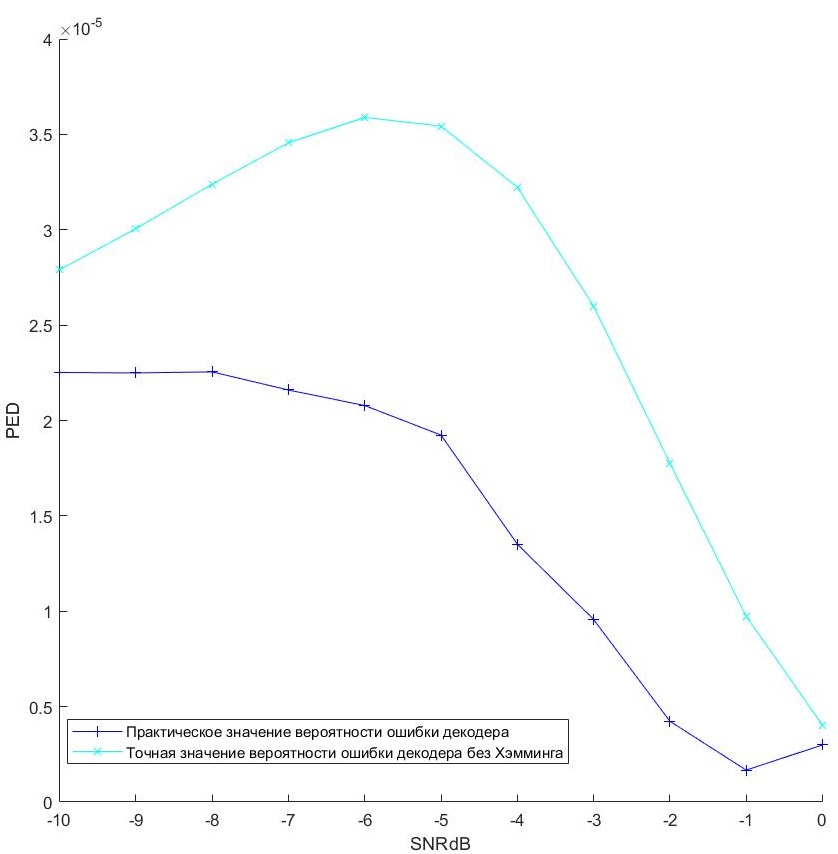 ×10-5
4
3.5
3
2.5
2
1.5
1
0.5
0
PED
Практическое значение вероятности ошибки декодера
Точная значение вероятности ошибки декодера без Хэмминга
-10 -9 -8 -7 -6 -5 -4 -3 -2 -1 0
SNRdB